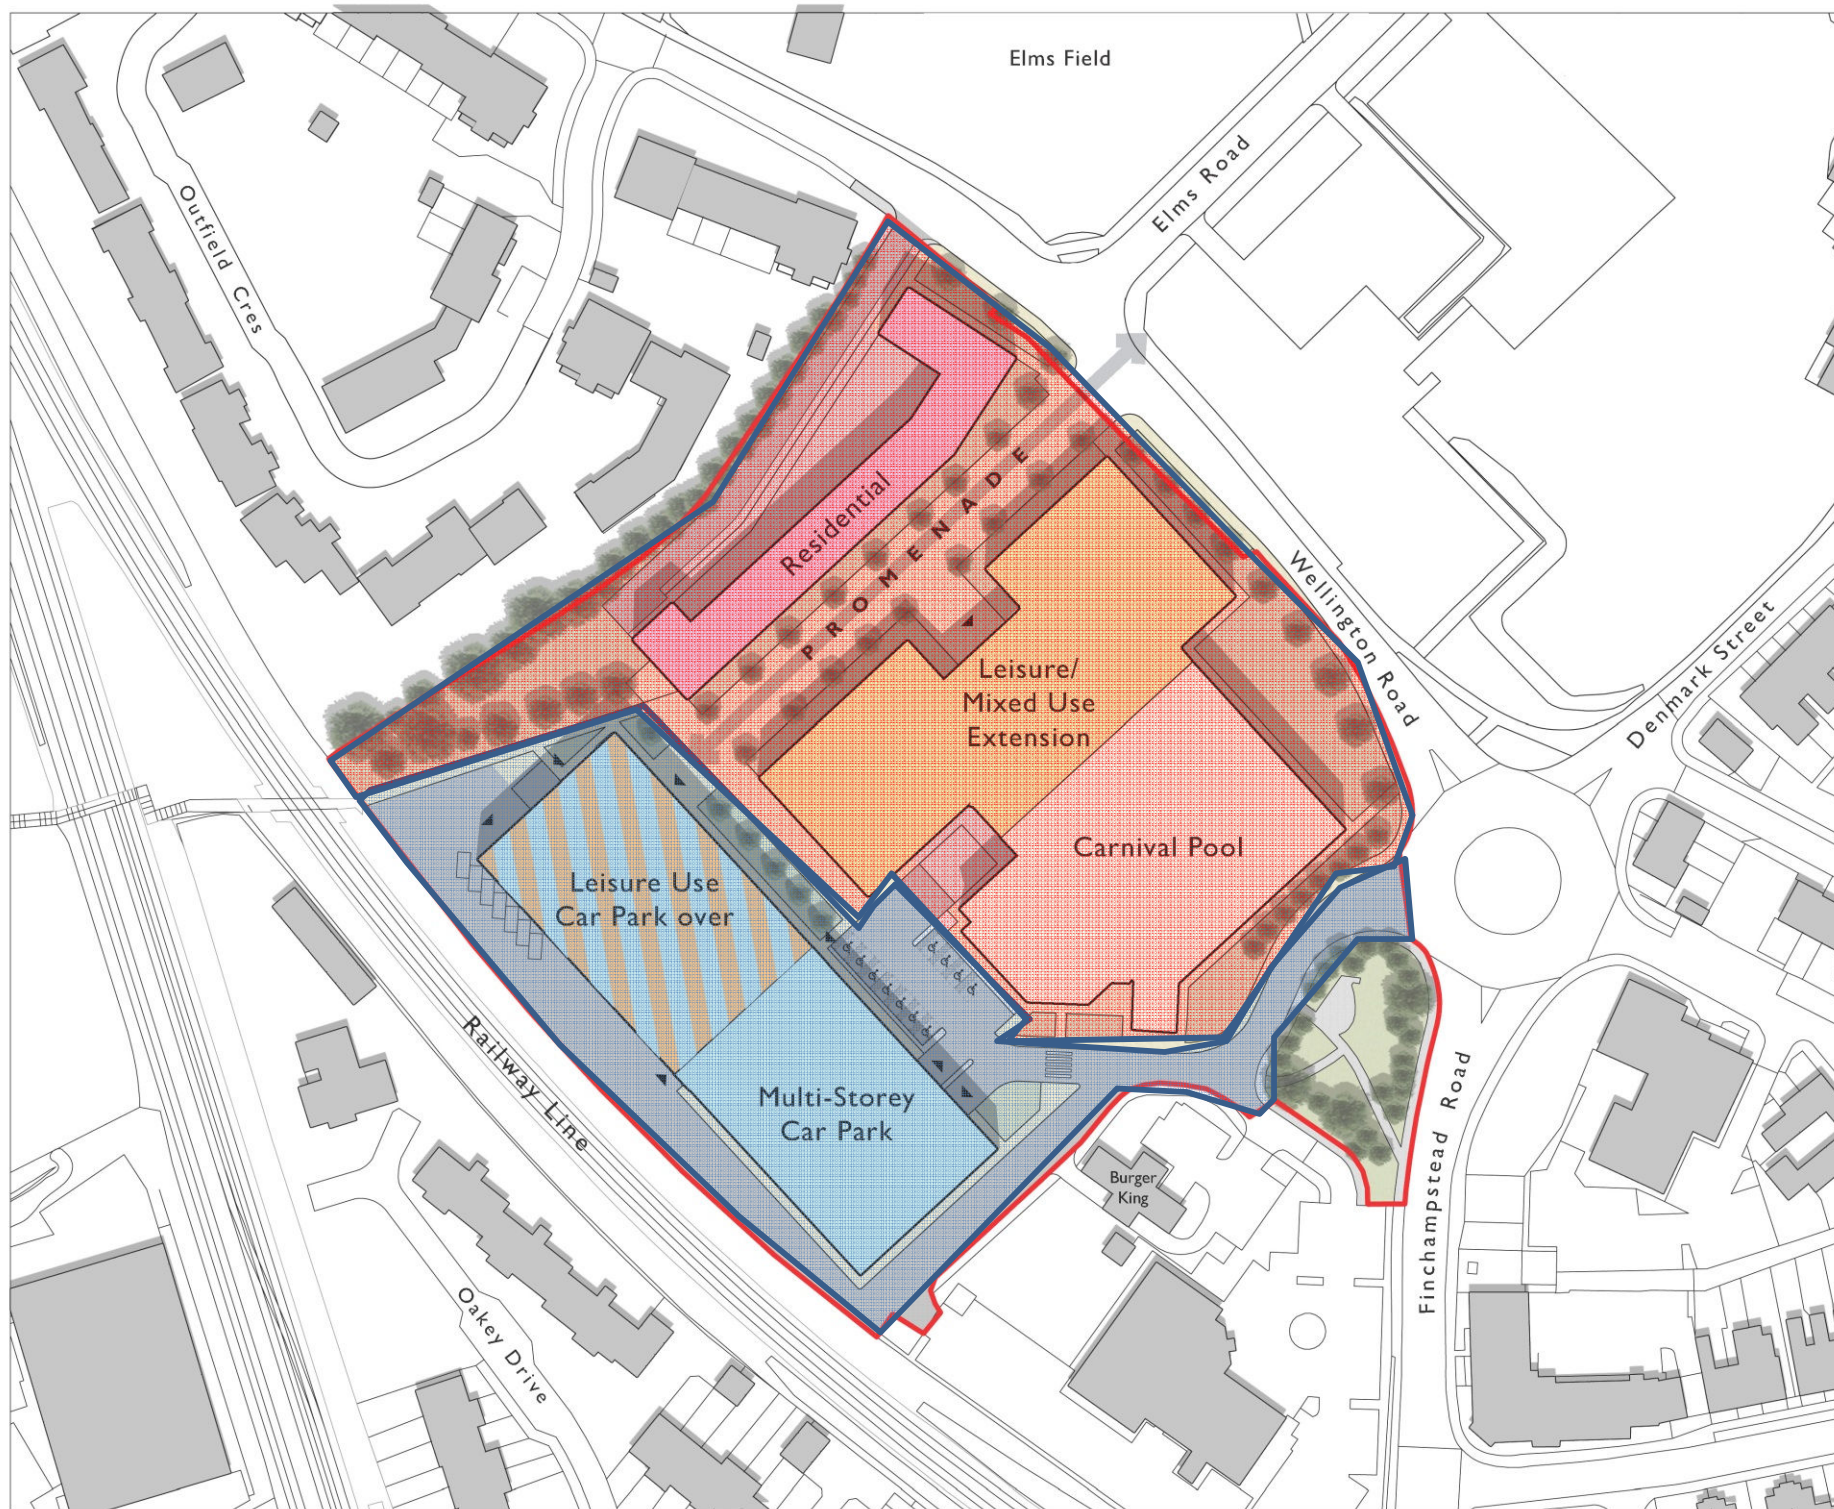 Elms Field
Elms Road
Outfield Cres
Residential
PROMENADE
Wellington Road
Denmark Street
Leisure/
Mixed Use
Extension
Carnival Pool
Leisure Use
Car Park over
Railway Line
Multi-Storey
Car Park
Burger
King
Finchampstead Road
Oakey Drive